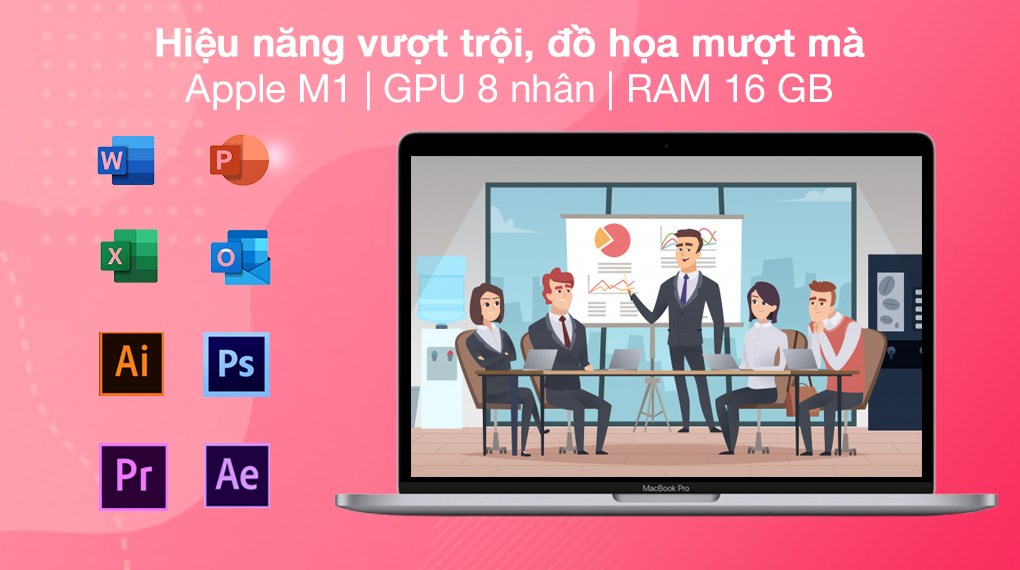 Hiệu năng vượt trội, đồ họa mượt mà
Apple M1 | GPU 8 nhân | RAM 16 GB
W
P
X
O
Ai
Ps
Pr
Ae
MacBook Pro